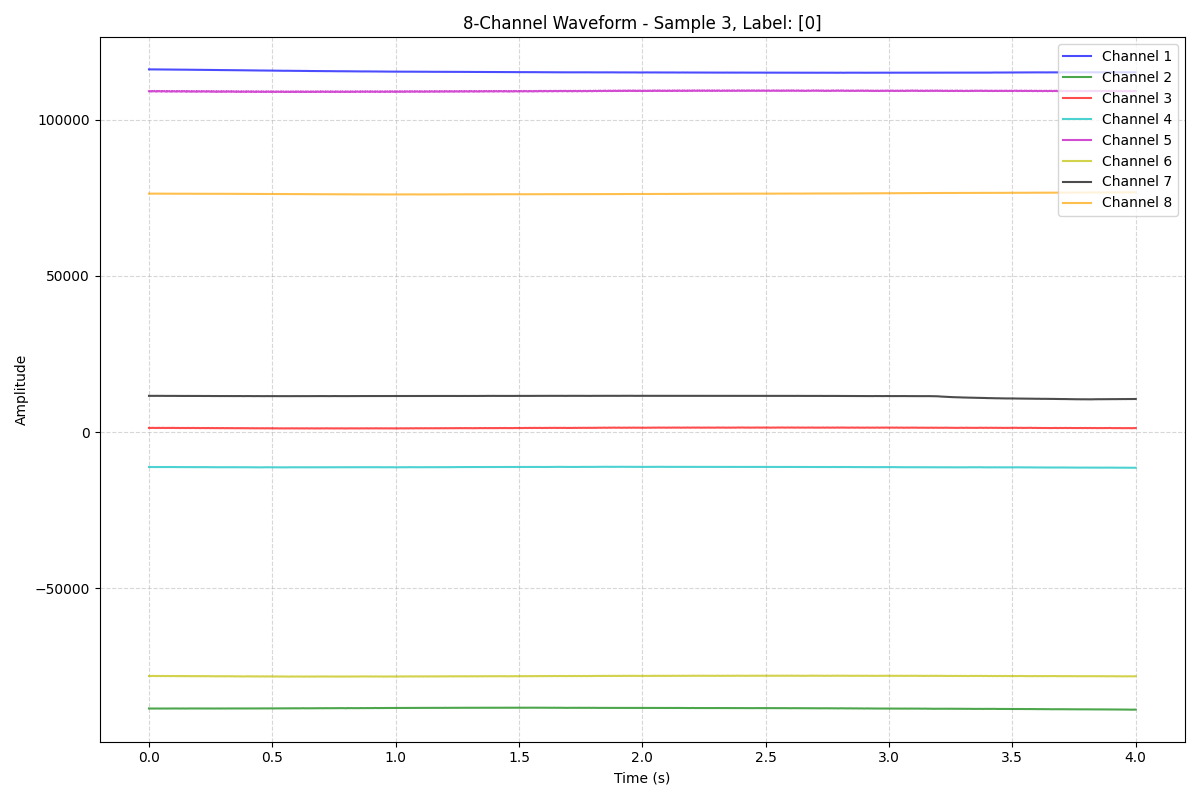 8-Channel Waveform - Sample 3, Label: [0]
Channel 1
Channel 2
Channel 3
Channel 4
Channel 5
Channel 6
Channel 7
Channel 8
100000
50000
0
−50000
Amplitude
0.0 0.5 1.0 1.5 2.0 2.5 3.0 3.5 4.0
Time (s)